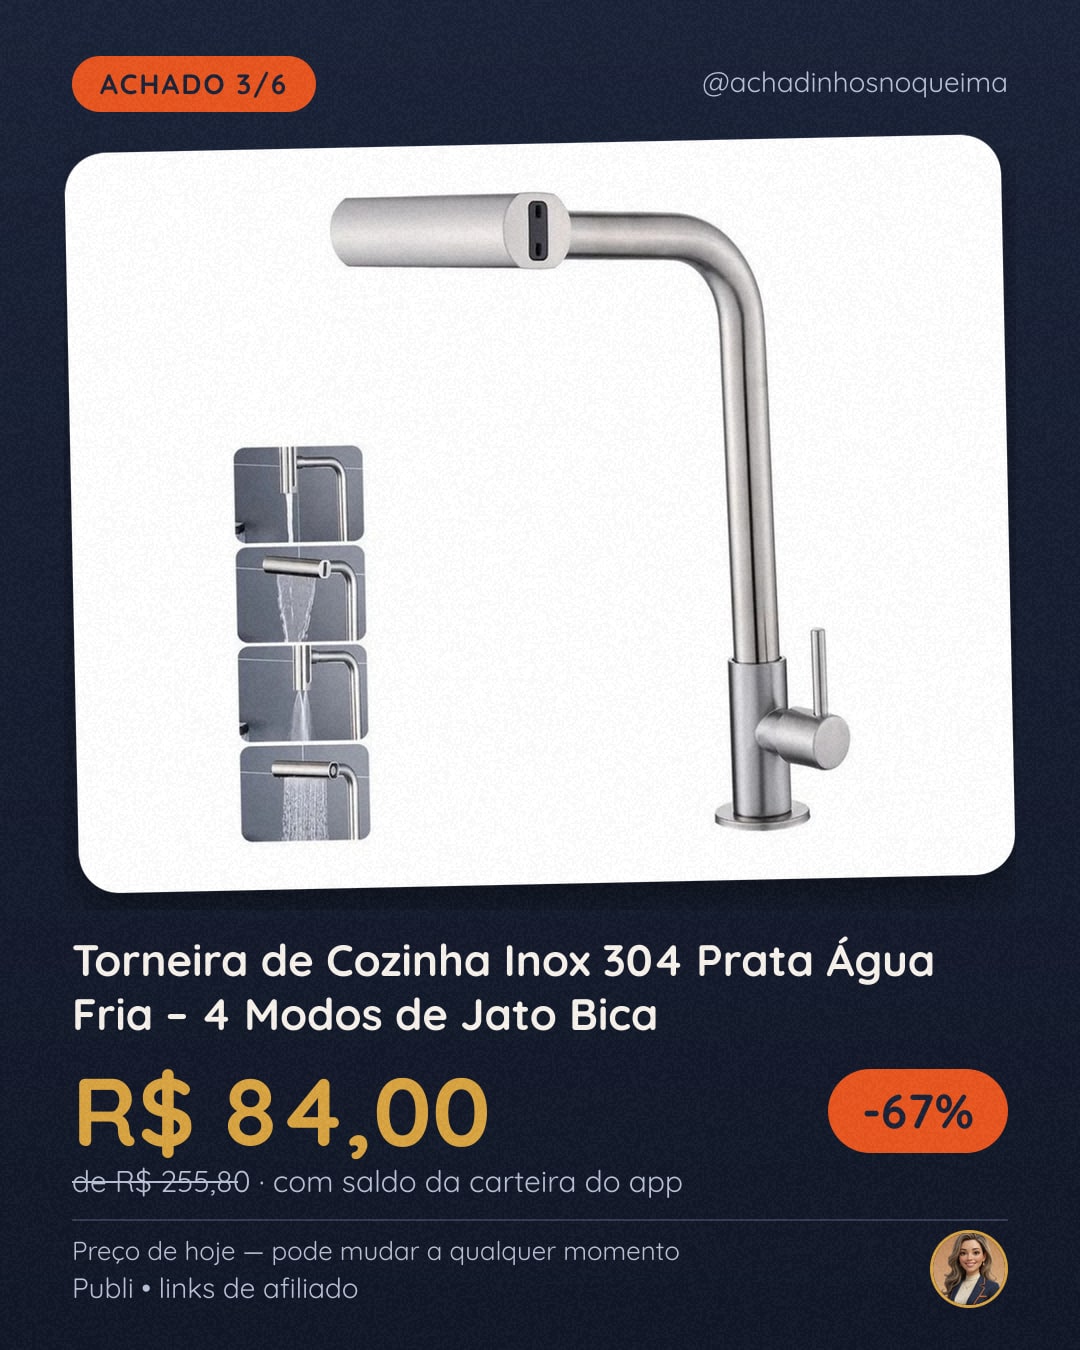 ACHADO 3/6
@achadinhosnoqueima
Torneira de Cozinha Inox 304 Prata Água
Fria – 4 Modos de Jato Bica
R$ 84,00
-67%
de R$ 255,80 · com saldo da carteira do app
Preço de hoje — pode mudar a qualquer momento
Publi • links de afiliado